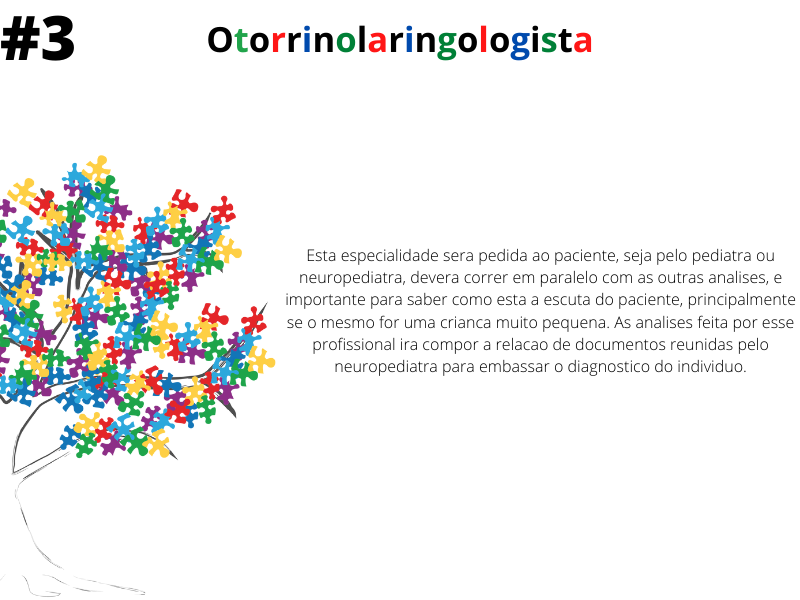 #3
Otorrinolaringologista
Esta especialidade sera pedida ao paciente, seja pelo pediatra ou
neuropediatra, devera correr em paralelo com as outras analises, e
importante para saber como esta a escuta do paciente, principalmente
se o mesmo for uma crianca muito pequena. As analises feita por esse
profissional ira compor a relacao de documentos reunidas pelo
neuropediatra para embassar o diagnostico do individuo.